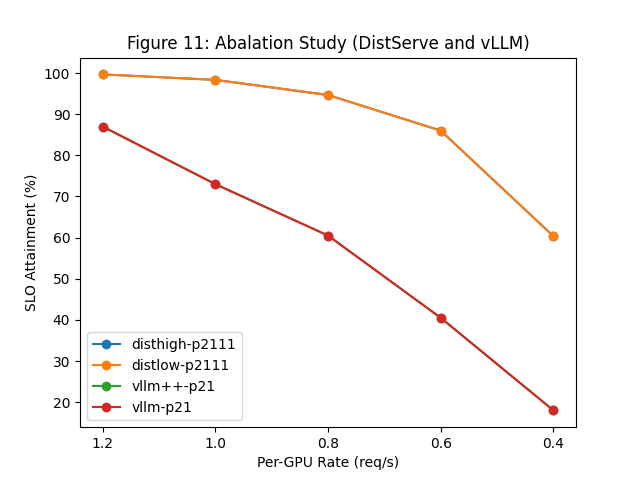 Figure 11: Abalation Study (DistServe and vLLM)
SLO Attainment (%)
100
90
80
70
60
50
40
30
20
disthigh-p2111
distlow-p2111
vllm++-p21
vllm-p21
1.2 1.0 0.8 0.6 0.4
Per-GPU Rate (req/s)